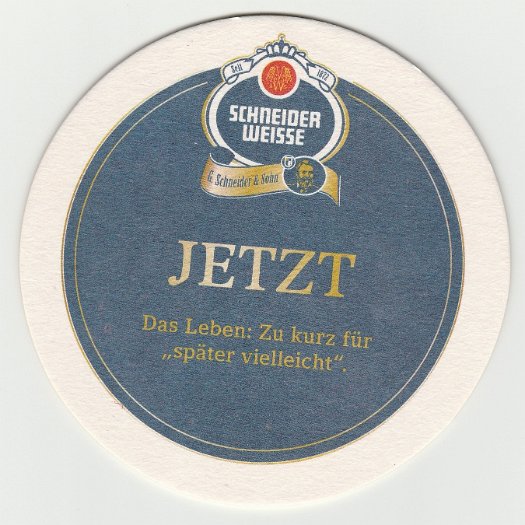 Seit 1872
SCHNEIDER
WEISSE
G. Schneider & Sohn
JETZT
Das Leben: Zu kurz für
„später vielleicht“.